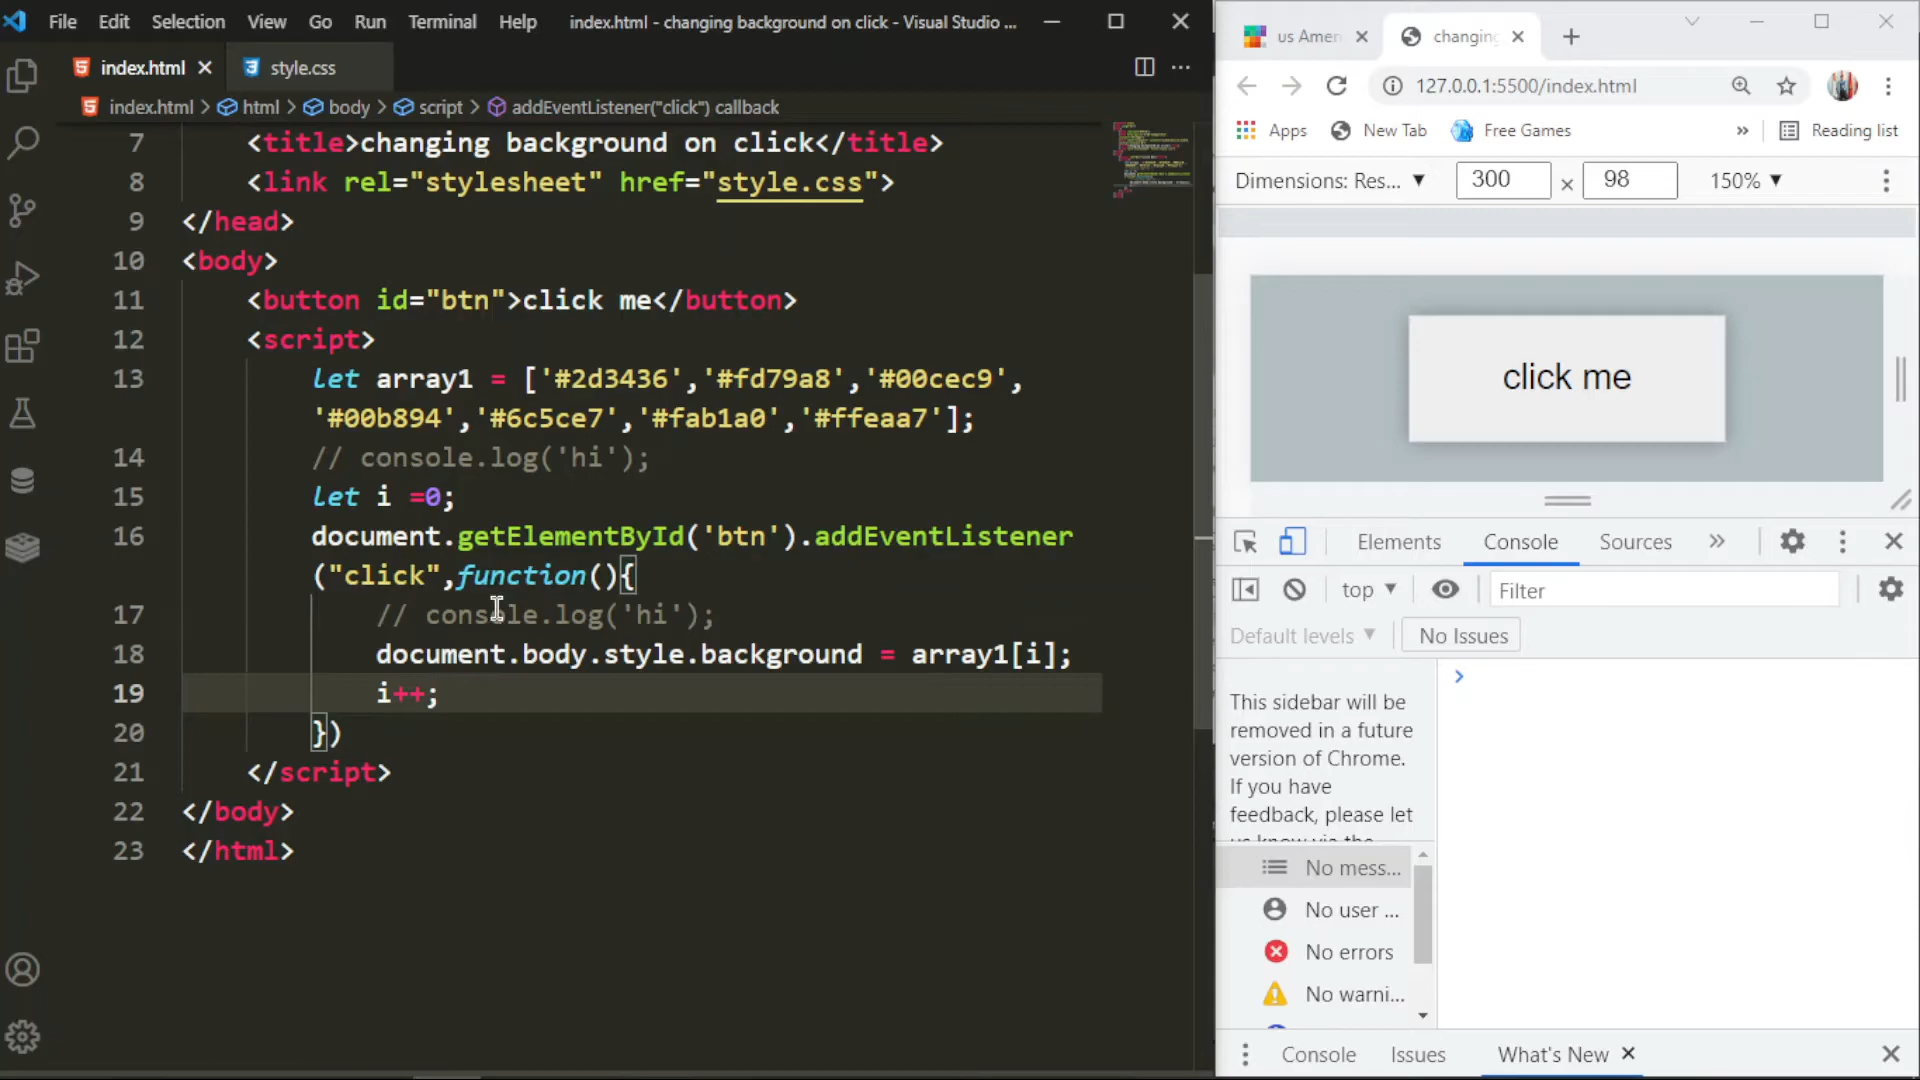 File Edit Selection View Go Run Terminal Help index.html - changing background on click - Visual Studio ...
index.html style.css
index.html > html > body > script > addEventListener("click") callback
7 <title>changing background on click</title>
8 <link rel="stylesheet" href="style.css">
9 </head>
10 <body>
11 <button id="btn">click me</button>
12 <script>
13 let array1 = ['#2d3436','#fd79a8','#00cec9',
'#00b894','#6c5ce7','#fab1a0','#ffeaa7'];
14 // console.log('hi');
15 let i =0;
16 document.getElementById('btn').addEventListener
("click",function(){
17 // console.log('hi');
18 document.body.style.background = array1[i];
19 i++;
20 })
21 </script>
22 </body>
23 </html>
us Amer changing
127.0.0.1:5500/index.html
Apps New Tab Free Games » Reading list
Dimensions: Res... 300 × 98 150%
click me
Elements Console Sources »
top Filter
Default levels No Issues
This sidebar will be
removed in a future
version of Chrome.
If you have
feedback, please let
us know via the
No mess...
No user ...
No errors
No warni...
Console Issues What's New